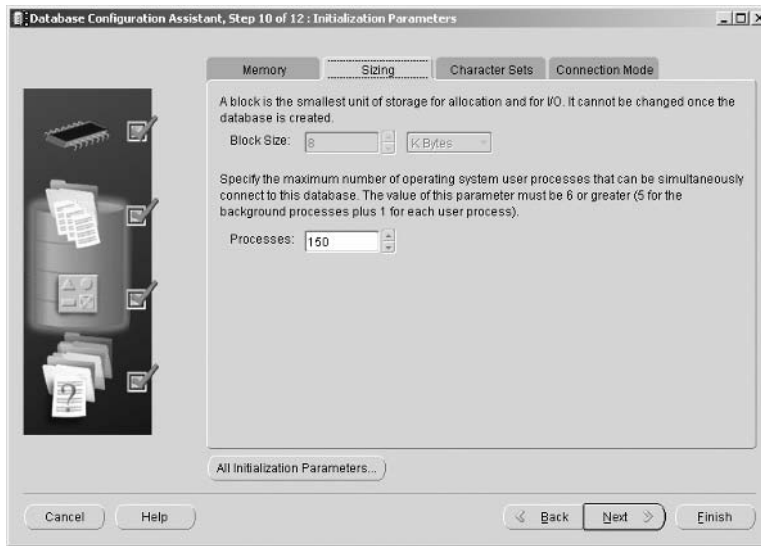 Database Configuration Assistant, Step 10 of 12 : Initialization Parameters
Memory
Sizing
Character Sets
Connection Mode
A block is the smallest unit of storage for allocation and for I/O. It cannot be changed once the
database is created.
Block Size: 8 K Bytes
Specify the maximum number of operating system user processes that can be simultaneously
connect to this database. The value of this parameter must be 6 or greater (5 for the
background processes plus 1 for each user process).
Processes: 150
?
All Initialization Parameters...
Cancel
Help
Back
Next
Finish